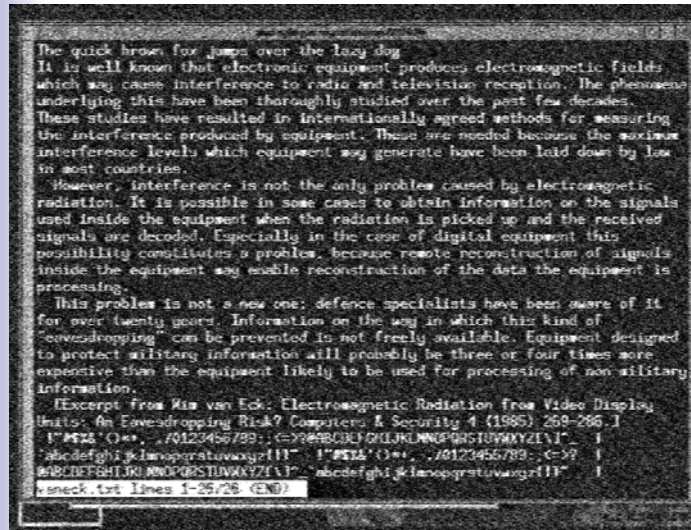 The quick brown fox jumps over the lazy dog
It is well known that electronic equipment produces electromagnetic fields
which may cause interference to radio and television reception. The phenomena
underlying this have been thoroughly studied over the past few decades.
These studies have resulted in internationally agreed methods for measuring
the interference produced by equipment. These are needed because the maximum
interference levels which equipment may generate have been laid down by law
in most countries.
However, interference is not the only problem caused by electromagnetic
radiation. It is possible in some cases to obtain information on the signals
used inside the equipment when the radiation is picked up and the received
signals are decoded. Especially in the case of digital equipment this
possibility constitutes a problem, because remote reconstruction of signals
inside the equipment may enable reconstruction of the data the equipment is
processing.
This problem is not a new one; defence specialists have been aware of it
for over twenty years. Information on the way in which this kind of
"eavesdropping" can be prevented is not freely available. Equipment designed
to protect military information will probably be three or four times more
expensive than the equipment likely to be used for processing of non military
information.
[Excerpt from Wim van Eck: Electromagnetic Radiation from Video Display
Units: An Eavesdropping Risk? Computers & Security 4 (1985) 269-286.]
!"#$%&'()*+,-./0123456789:;<=>?@ABCDEFGHIJKLMNOPQRSTUVWXYZ[\]^_
`abcdefghijklmnopqrstuvwxyz{|}~ !"#$%&'()*+,-./0123456789:;<=>?
@ABCDEFGHIJKLMNOPQRSTUVWXYZ[\]^_`abcdefghijklmnopqrstuvwxyz{|}~
vsneck.txt lines 1-26/26 (END)